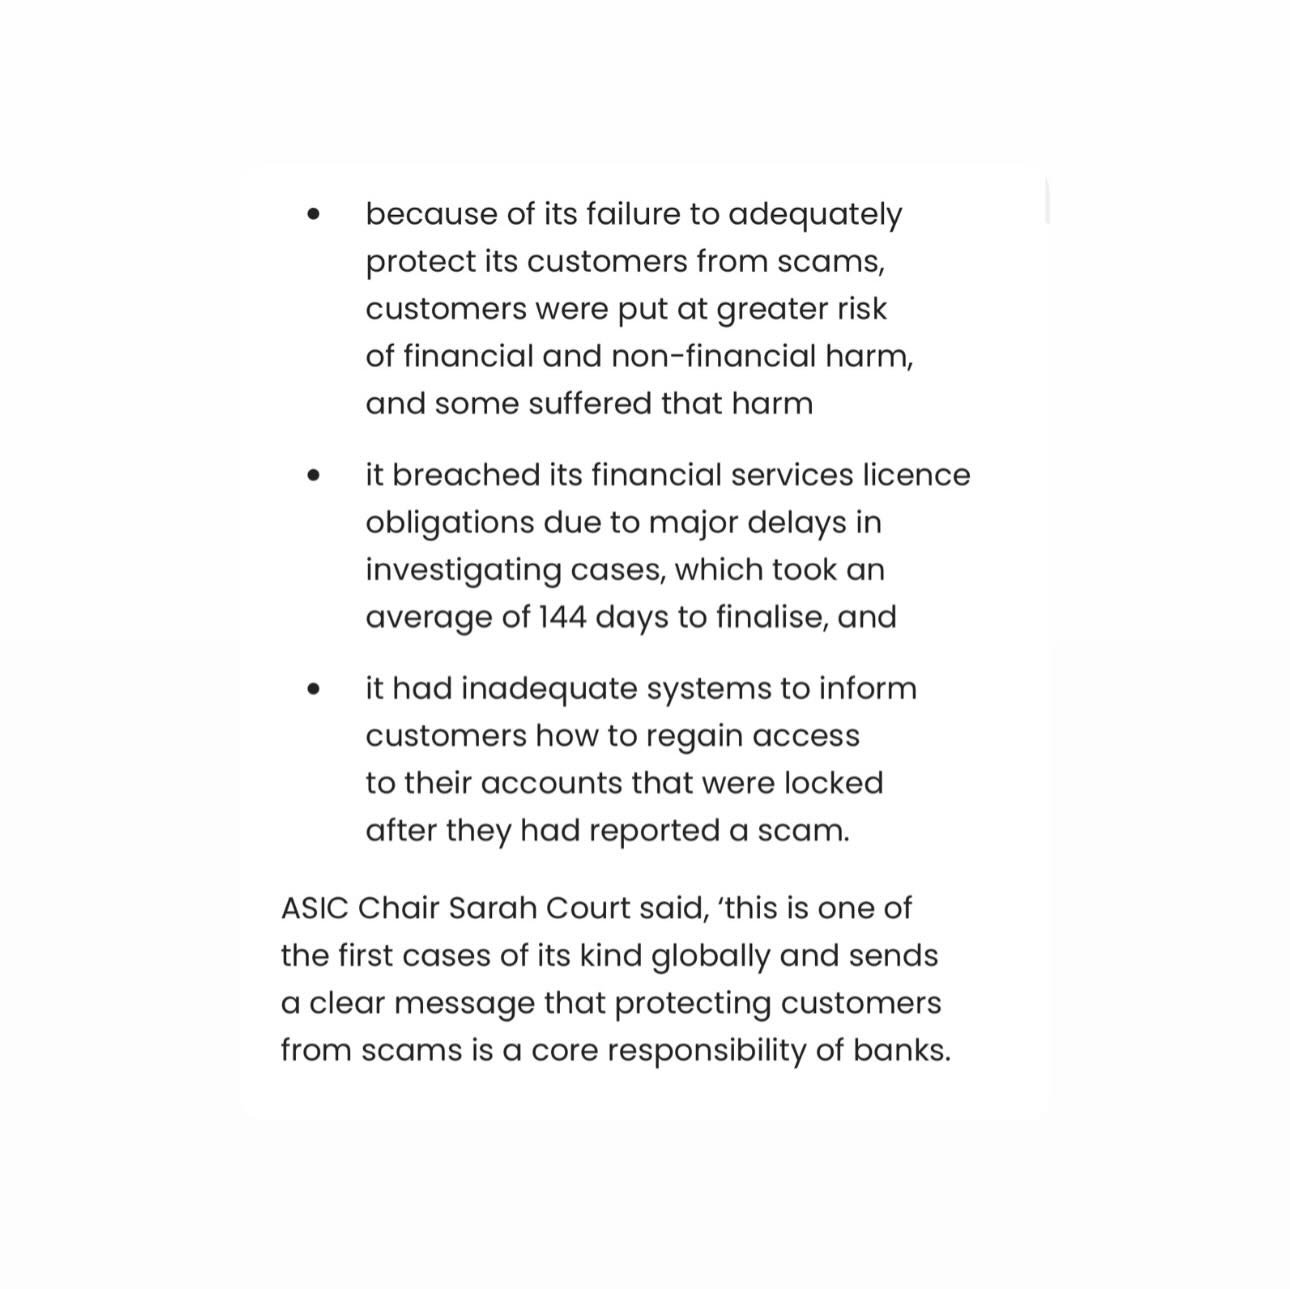 • because of its failure to adequately
protect its customers from scams,
customers were put at greater risk
of financial and non-financial harm,
and some suffered that harm
• it breached its financial services licence
obligations due to major delays in
investigating cases, which took an
average of 144 days to finalise, and
• it had inadequate systems to inform
customers how to regain access
to their accounts that were locked
after they had reported a scam.
ASIC Chair Sarah Court said, ‘this is one of
the first cases of its kind globally and sends
a clear message that protecting customers
from scams is a core responsibility of banks.